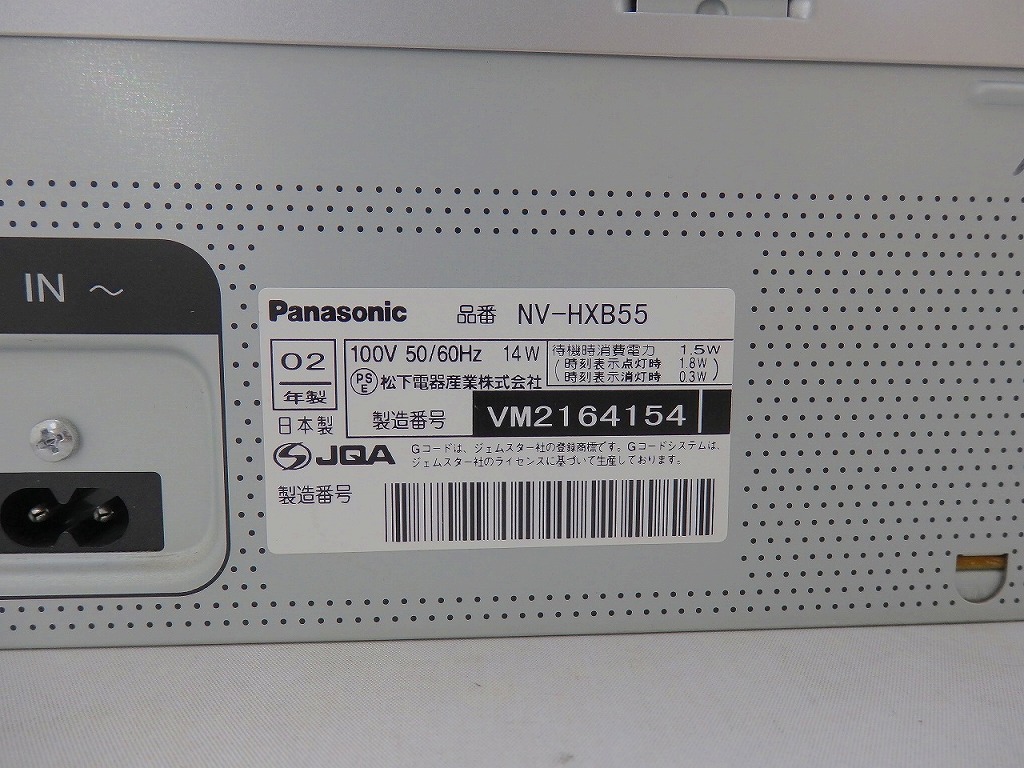 IN ～
Panasonic 品番 NV-HXB55
02
年製
日本製
100V 50/60Hz 14W
PSE 松下電器産業株式会社
待機時消費電力 1.5W
(時刻表示点灯時 1.8W)
(時刻表示消灯時 0.3W)
製造番号 VM2164154
JQA
Gコードは、ジェムスター社の登録商標です。Gコードシステムは、
ジェムスター社のライセンスに基づいて生産しております。
製造番号